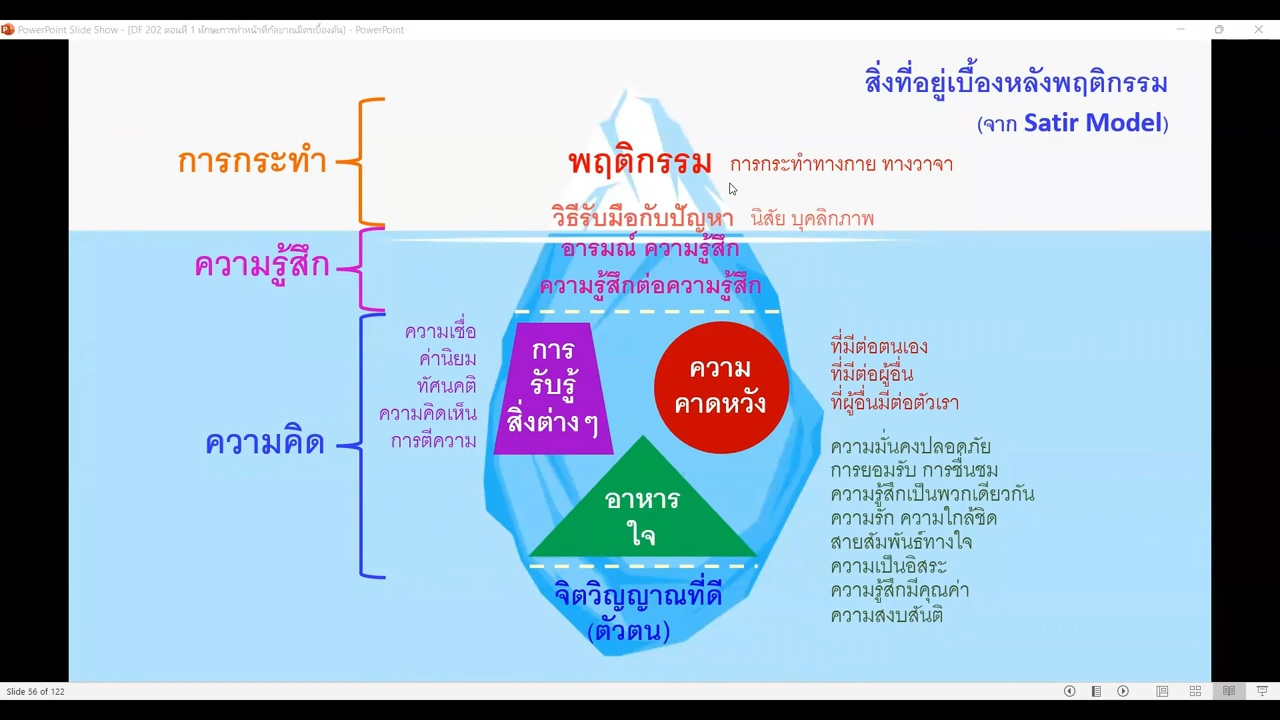 PowerPoint Slide Show - [DF 202 ตอนที่ 1 ทักษะการทำหน้าที่กัลยาณมิตรเบื้องต้น] - PowerPoint
สิ่งที่อยู่เบื้องหลังพฤติกรรม
(จาก Satir Model)
การกระทำ
พฤติกรรม การกระทำทางกาย ทางวาจา
วิธีรับมือกับปัญหา นิสัย บุคลิกภาพ
ความรู้สึก
อารมณ์ ความรู้สึก
ความรู้สึกต่อความรู้สึก
ความคิด
ความเชื่อ
ค่านิยม
ทัศนคติ
ความคิดเห็น
การตีความ
การ
รับรู้
สิ่งต่างๆ
ความ
คาดหวัง
ที่มีต่อตนเอง
ที่มีต่อผู้อื่น
ที่ผู้อื่นมีต่อตัวเรา
อาหาร
ใจ
ความมั่นคงปลอดภัย
การยอมรับ การชื่นชม
ความรู้สึกเป็นพวกเดียวกัน
ความรัก ความใกล้ชิด
สายสัมพันธ์ทางใจ
ความเป็นอิสระ
ความรู้สึกมีคุณค่า
ความสงบสันติ
จิตวิญญาณที่ดี
(ตัวตน)
Slide 56 of 122